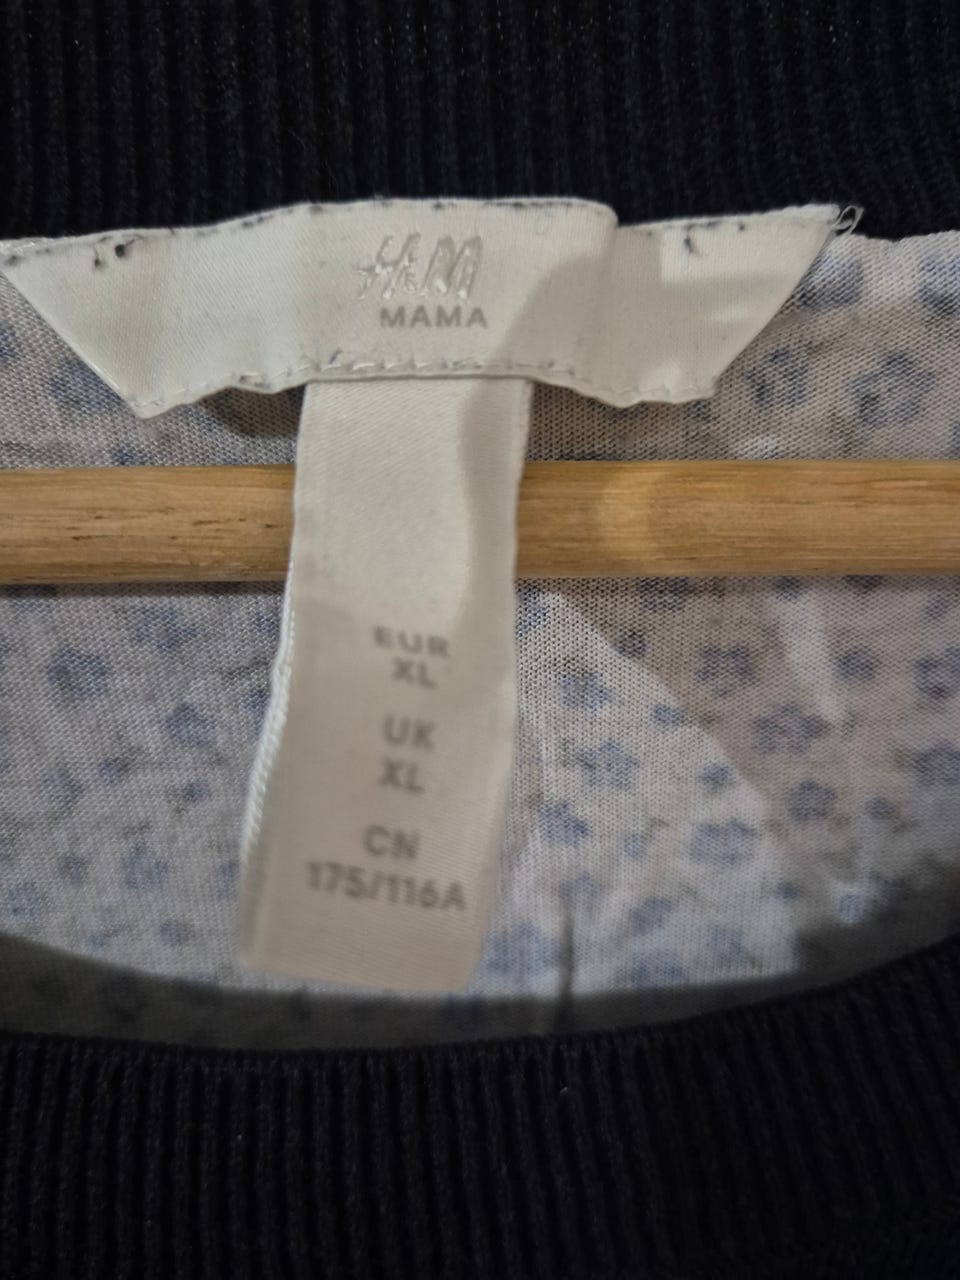 H&M
MAMA
EUR
XL
UK
XL
CN
175/116A